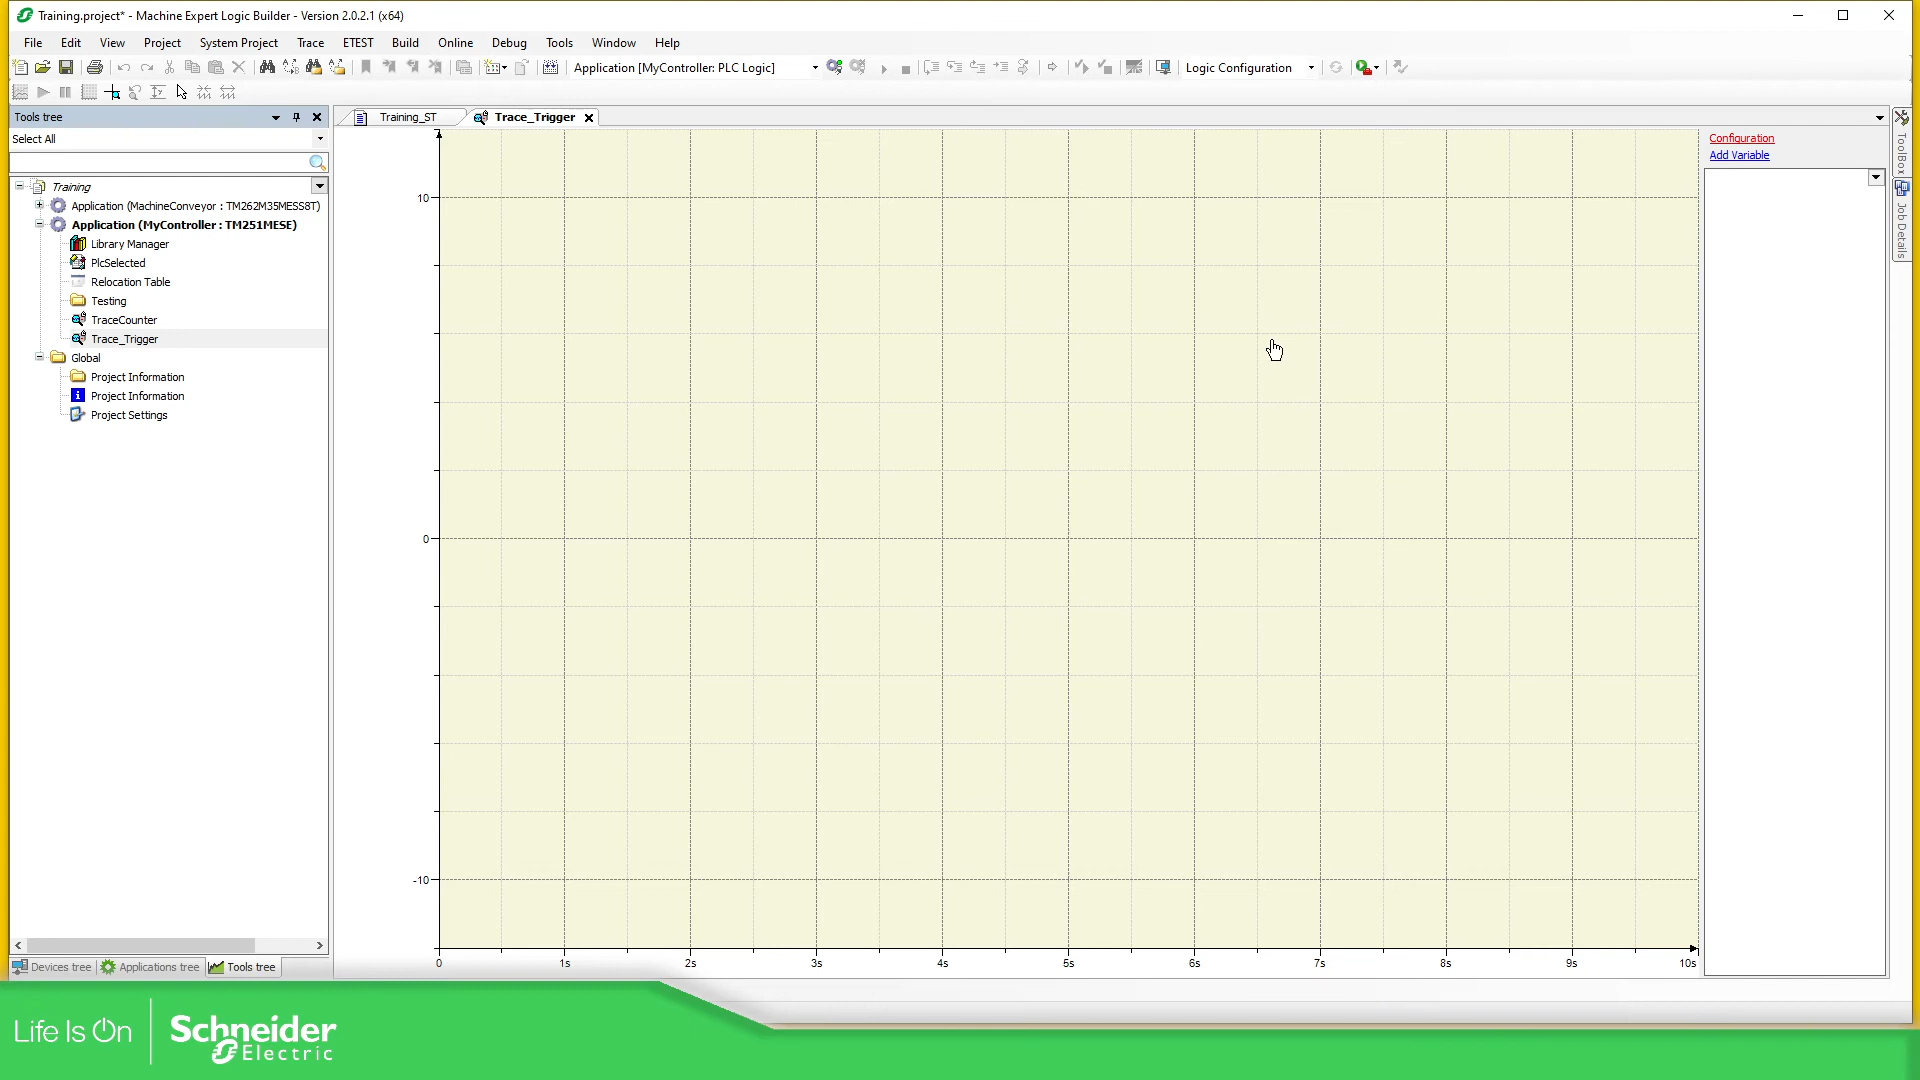 Training.project* - Machine Expert Logic Builder - Version 2.0.2.1 (x64)
File Edit View Project System Project Trace ETEST Build Online Debug Tools Window Help
Application [MyController: PLC Logic] Logic Configuration
Tools tree
Select All
Training
Application (MachineConveyor : TM262M35MESS8T)
Application (MyController : TM251MESE)
Library Manager
PlcSelected
Relocation Table
Testing
TraceCounter
Trace_Trigger
Global
Project Information
Project Information
Project Settings
Devices tree Applications tree Tools tree
Training_ST Trace_Trigger
10
0
-10
0 1s 2s 3s 4s 5s 6s 7s 8s 9s 10s
Configuration
Add Variable
ToolBox
Job Details
Life Is On
Schneider
Electric